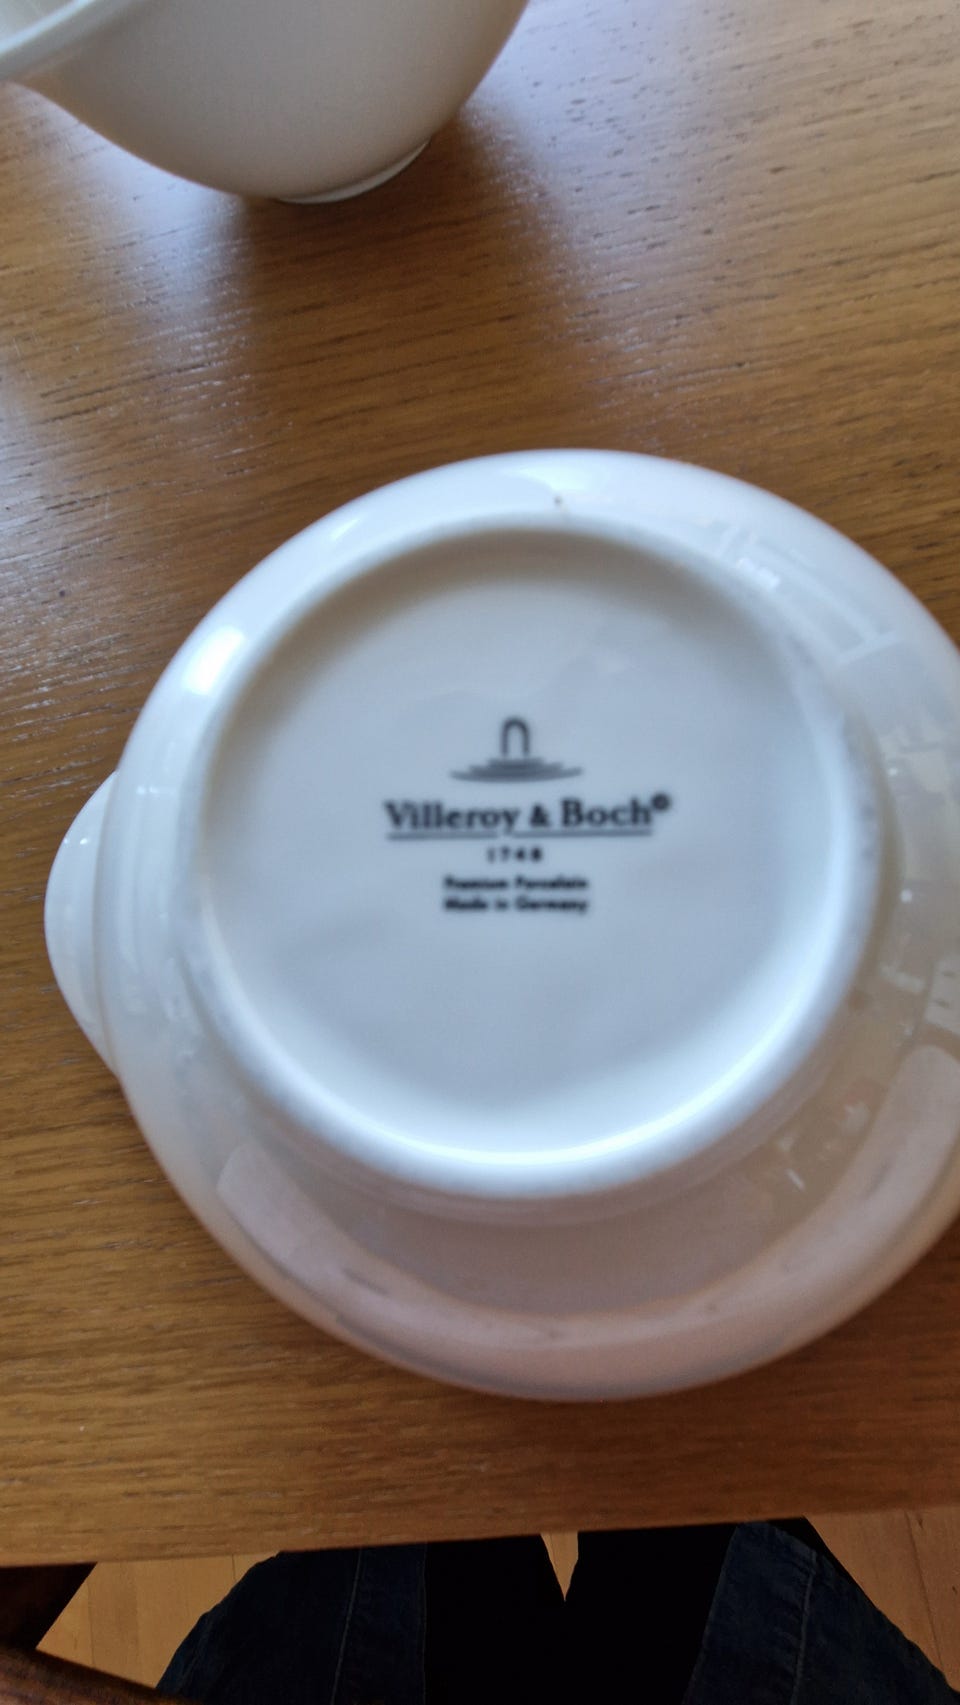 Villeroy & Boch®
1748
Premium Porcelain
Made in Germany